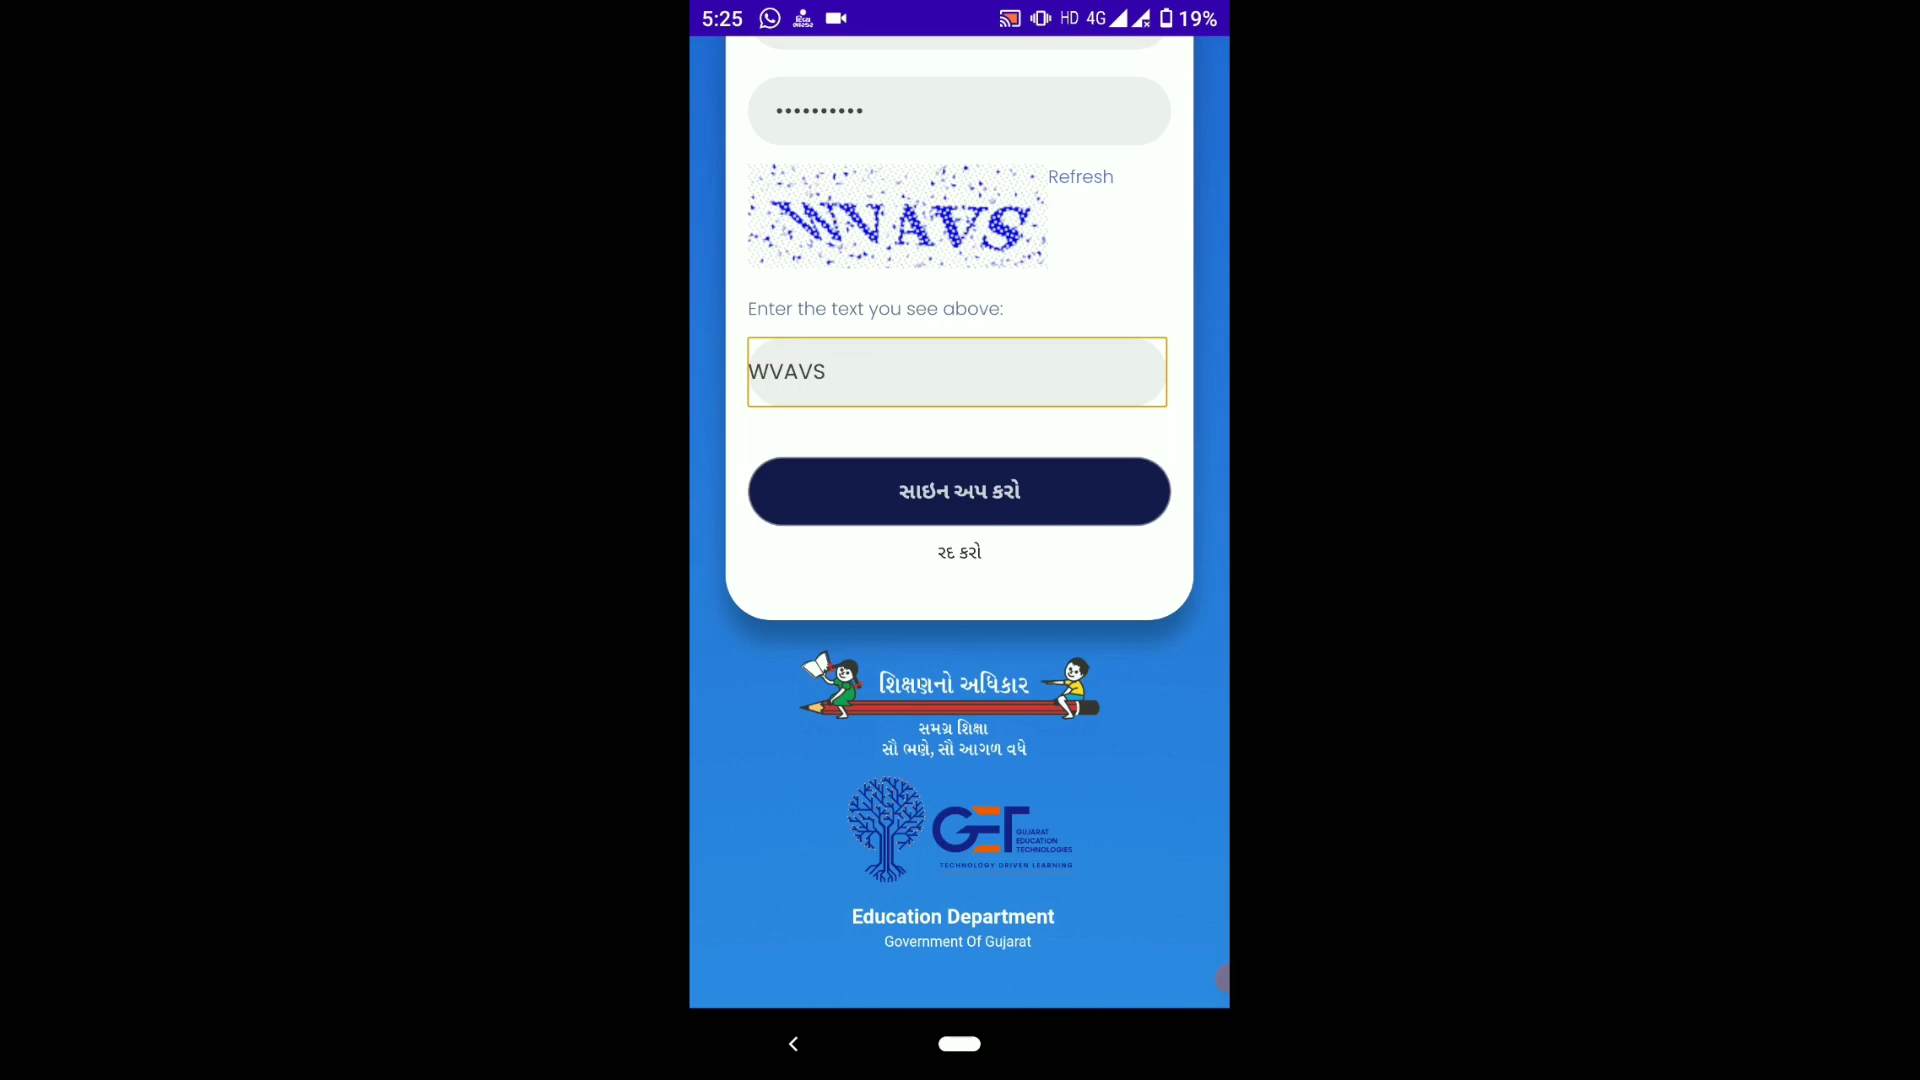 5:25 HD 4G 19%
••••••••••
WVAVS Refresh
Enter the text you see above:
WVAVS
સાઇન અપ કરો
રદ કરો
શિક્ષણનો અધિકાર
સમગ્ર શિક્ષા
સૌ ભણે, સૌ આગળ વધે
GET
GUJARAT
EDUCATION
TECHNOLOGIES
TECHNOLOGY DRIVEN LEARNING
Education Department
Government Of Gujarat